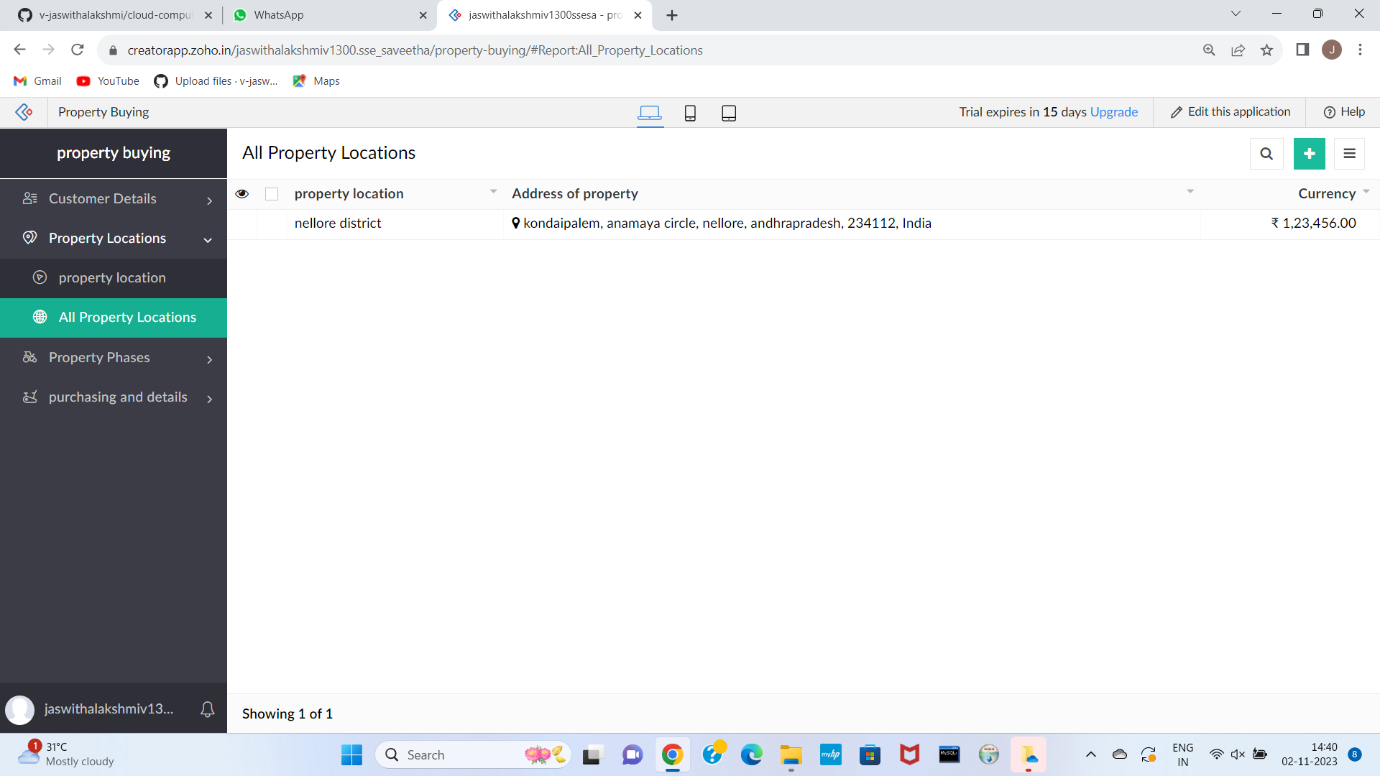 v-jaswithalakshmi/cloud-compu
WhatsApp
jaswithalakshmiv1300ssesa - pro
creatorapp.zoho.in/jaswithalakshmiv1300.sse_saveetha/property-buying/#Report:All_Property_Locations
J
Gmail
YouTube
Upload files · v-jasw...
Maps
Property Buying
Trial expires in 15 days Upgrade
Edit this application
Help
property buying
All Property Locations
Customer Details
property location
Address of property
Currency
nellore district
kondaipalem, anamaya circle, nellore, andhrapradesh, 234112, India
₹ 1,23,456.00
Property Locations
property location
All Property Locations
Property Phases
purchasing and details
jaswithalakshmiv13...
Showing 1 of 1
1
31°C
Mostly cloudy
Search
myhp
MySQL
ENG
IN
14:40
02-11-2023
8